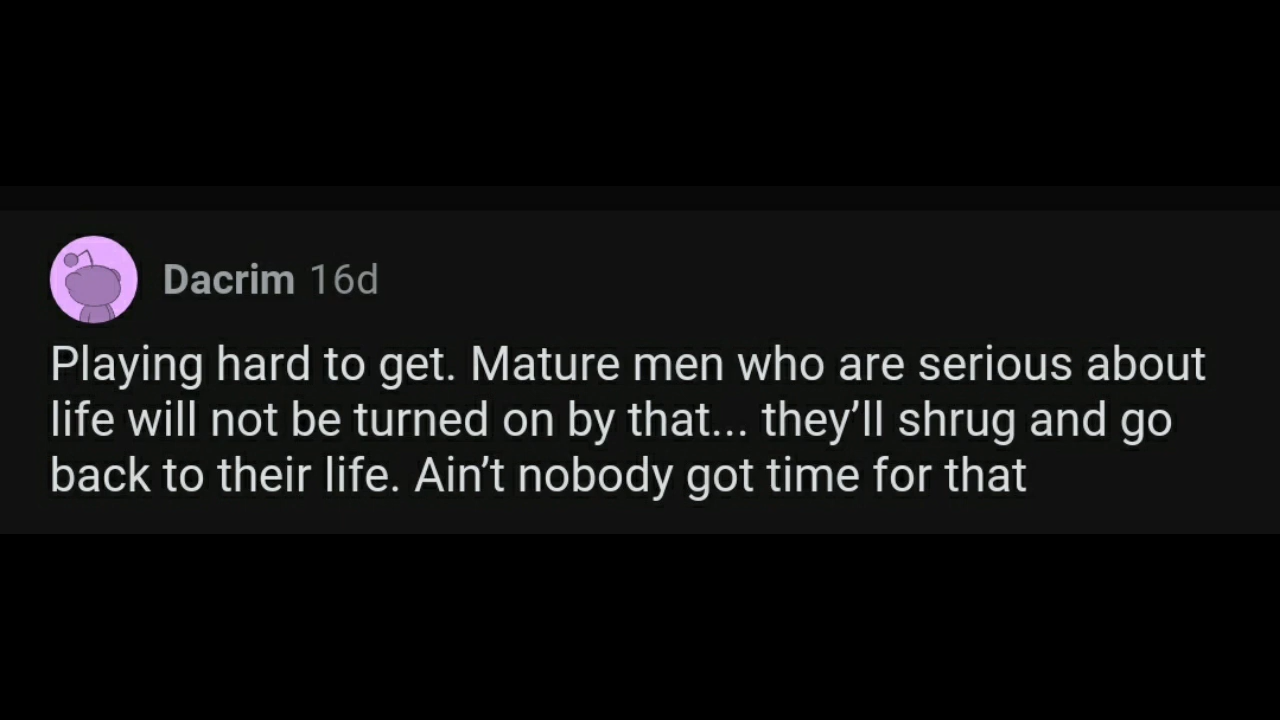 Dacrim 16d
Playing hard to get. Mature men who are serious about
life will not be turned on by that... they’ll shrug and go
back to their life. Ain’t nobody got time for that